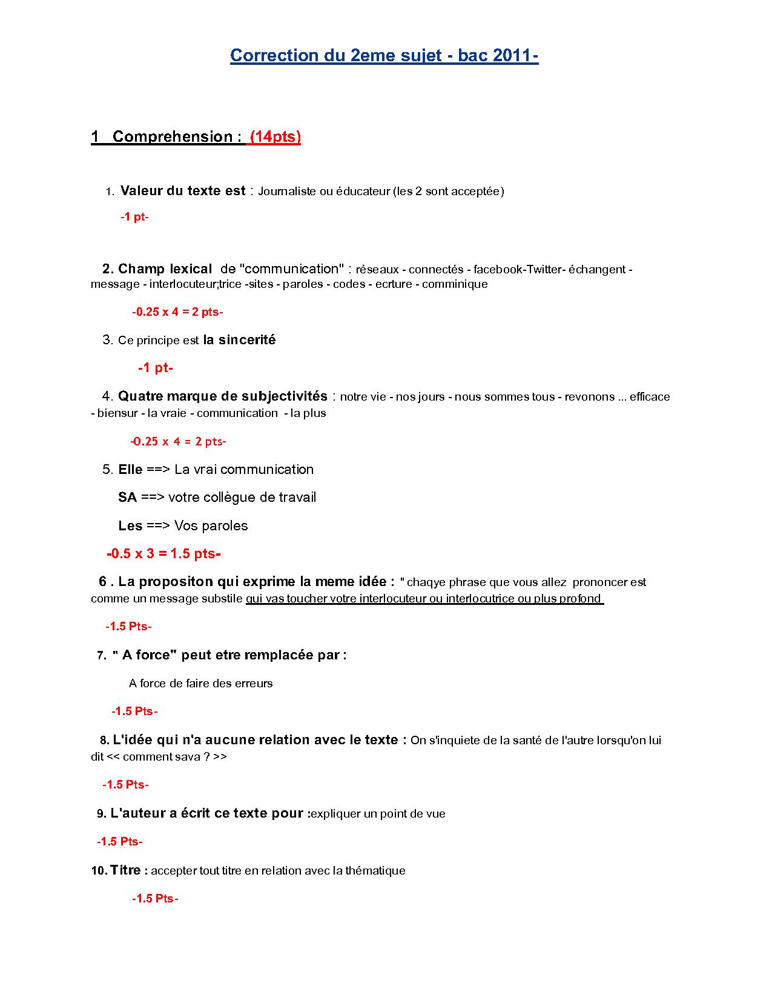 Correction du 2eme sujet - bac 2011-
1   Comprehension :  (14pts)
1. Valeur du texte est : Journaliste ou éducateur (les 2 sont acceptée)
-1 pt-
2. Champ lexical  de "communication" : réseaux - connectés - facebook-Twitter- échangent -
message - interlocuteur;trice -sites - paroles - codes - ecrture - comminique
-0.25 x 4 = 2 pts-
3. Ce principe est la sincerité
-1 pt-
4. Quatre marque de subjectivités : notre vie - nos jours - nous sommes tous - revonons ... efficace
- biensur - la vraie - communication  - la plus
-0.25 x 4 = 2 pts-
5. Elle ==> La vrai communication
SA ==> votre collègue de travail
Les ==> Vos paroles
-0.5 x 3 = 1.5 pts-
6 . La propositon qui exprime la meme idée : " chaqye phrase que vous allez  prononcer est
comme un message substile qui vas toucher votre interlocuteur ou interlocutrice ou plus profond
-1.5 Pts-
7. " A force" peut etre remplacée par :
A force de faire des erreurs
-1.5 Pts-
8. L'idée qui n'a aucune relation avec le texte : On s'inquiete de la santé de l'autre lorsqu'on lui
dit << comment sava ? >>
-1.5 Pts-
9. L'auteur a écrit ce texte pour :expliquer un point de vue
-1.5 Pts-
10. Titre : accepter tout titre en relation avec la thématique
-1.5 Pts-